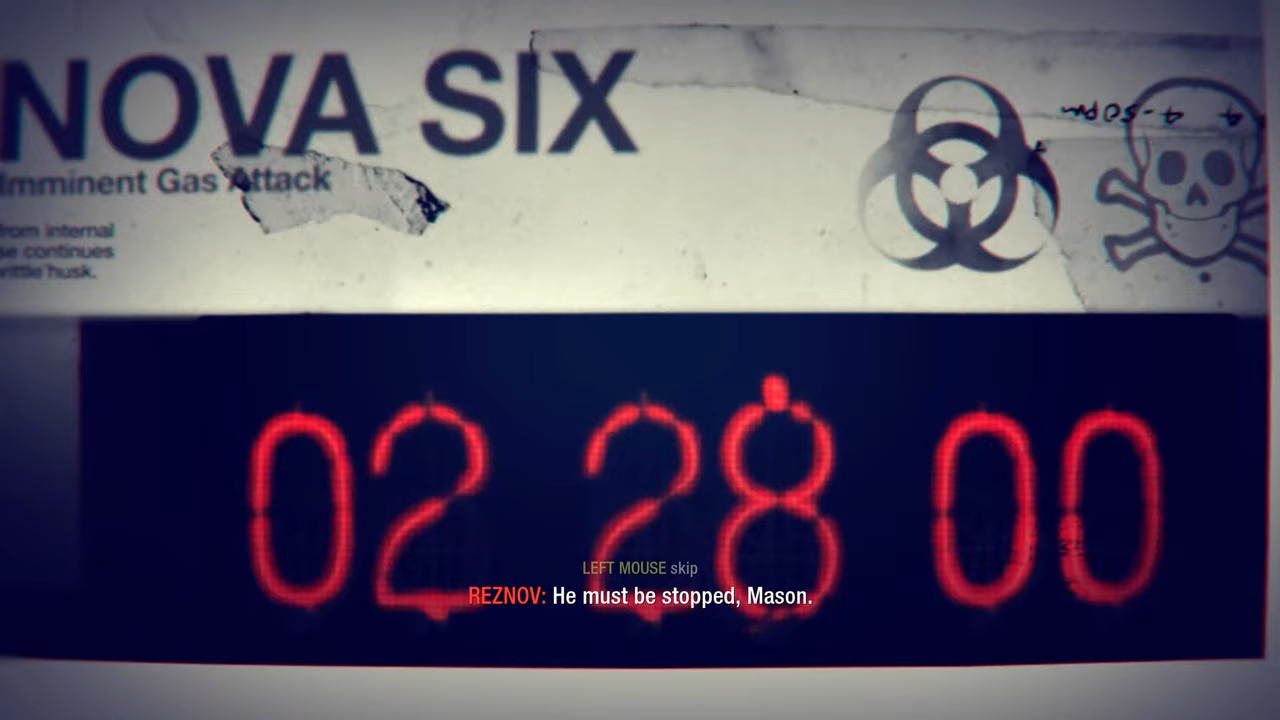 NOVA SIX
Imminent Gas Attack
from internal
se continues
rittle husk.
02 28 00
LEFT MOUSE skip
REZNOV: He must be stopped, Mason.